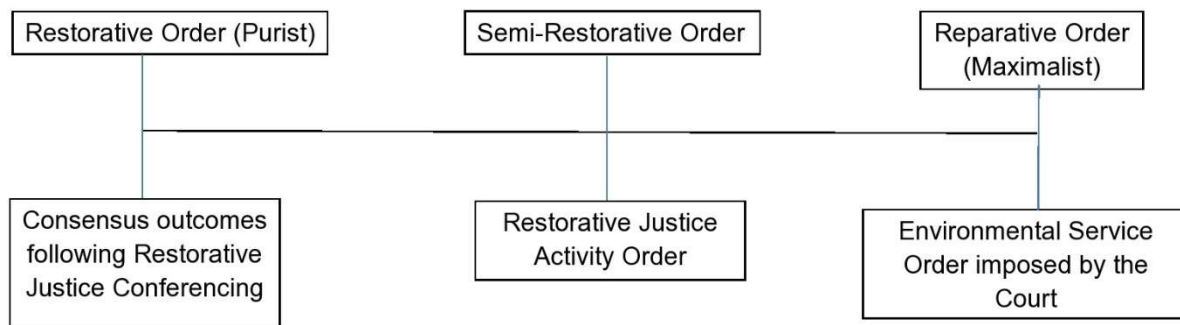 Restorative Order (Purist)
Semi-Restorative Order
Reparative Order
(Maximalist)
Consensus outcomes
following Restorative
Justice Conferencing
Restorative Justice
Activity Order
Environmental Service
Order imposed by the
Court